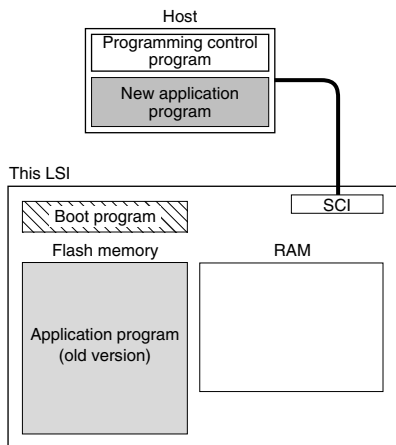 Host
Programming control
program
New application
program
This LSI
SCI
Boot program
Flash memory
RAM
Application program
(old version)